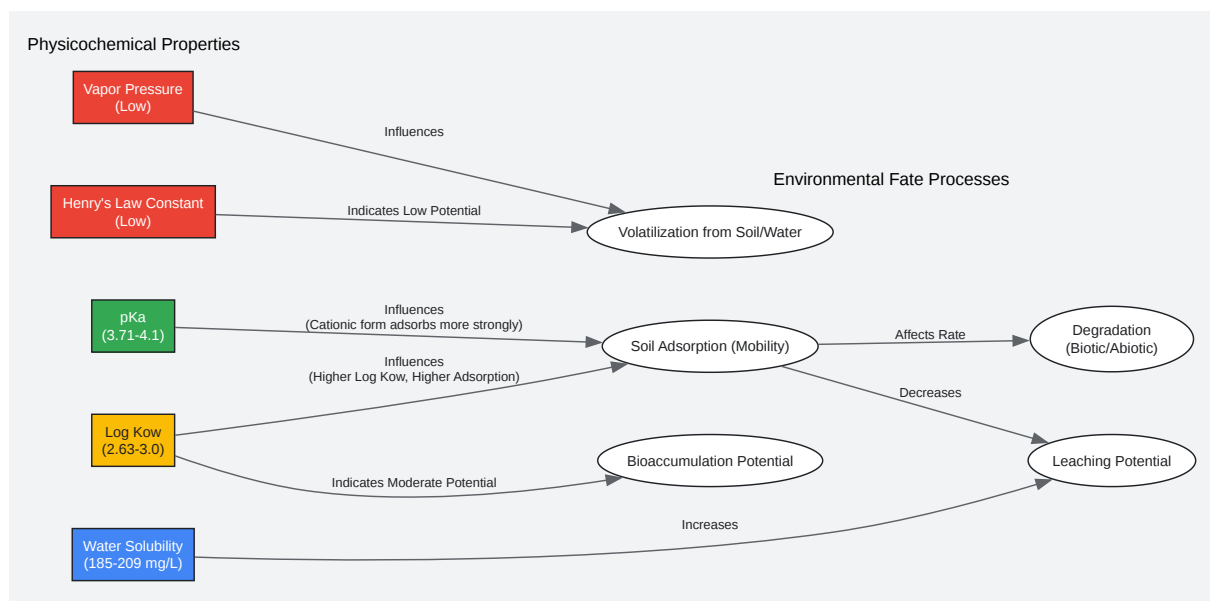 Physicochemical Properties
Vapor Pressure
(Low)
Influences
Environmental Fate Processes
Henry's Law Constant
(Low)
Indicates Low Potential
Volatilization from Soil/Water
pKa
(3.71-4.1)
Influences
(Cationic form adsorbs more strongly)
Soil Adsorption (Mobility)
Affects Rate
Degradation
(Biotic/Abiotic)
Influences
(Higher Log Kow, Higher Adsorption)
Decreases
Log Kow
(2.63-3.0)
Indicates Moderate Potential
Bioaccumulation Potential
Leaching Potential
Water Solubility
(185-209 mg/L)
Increases